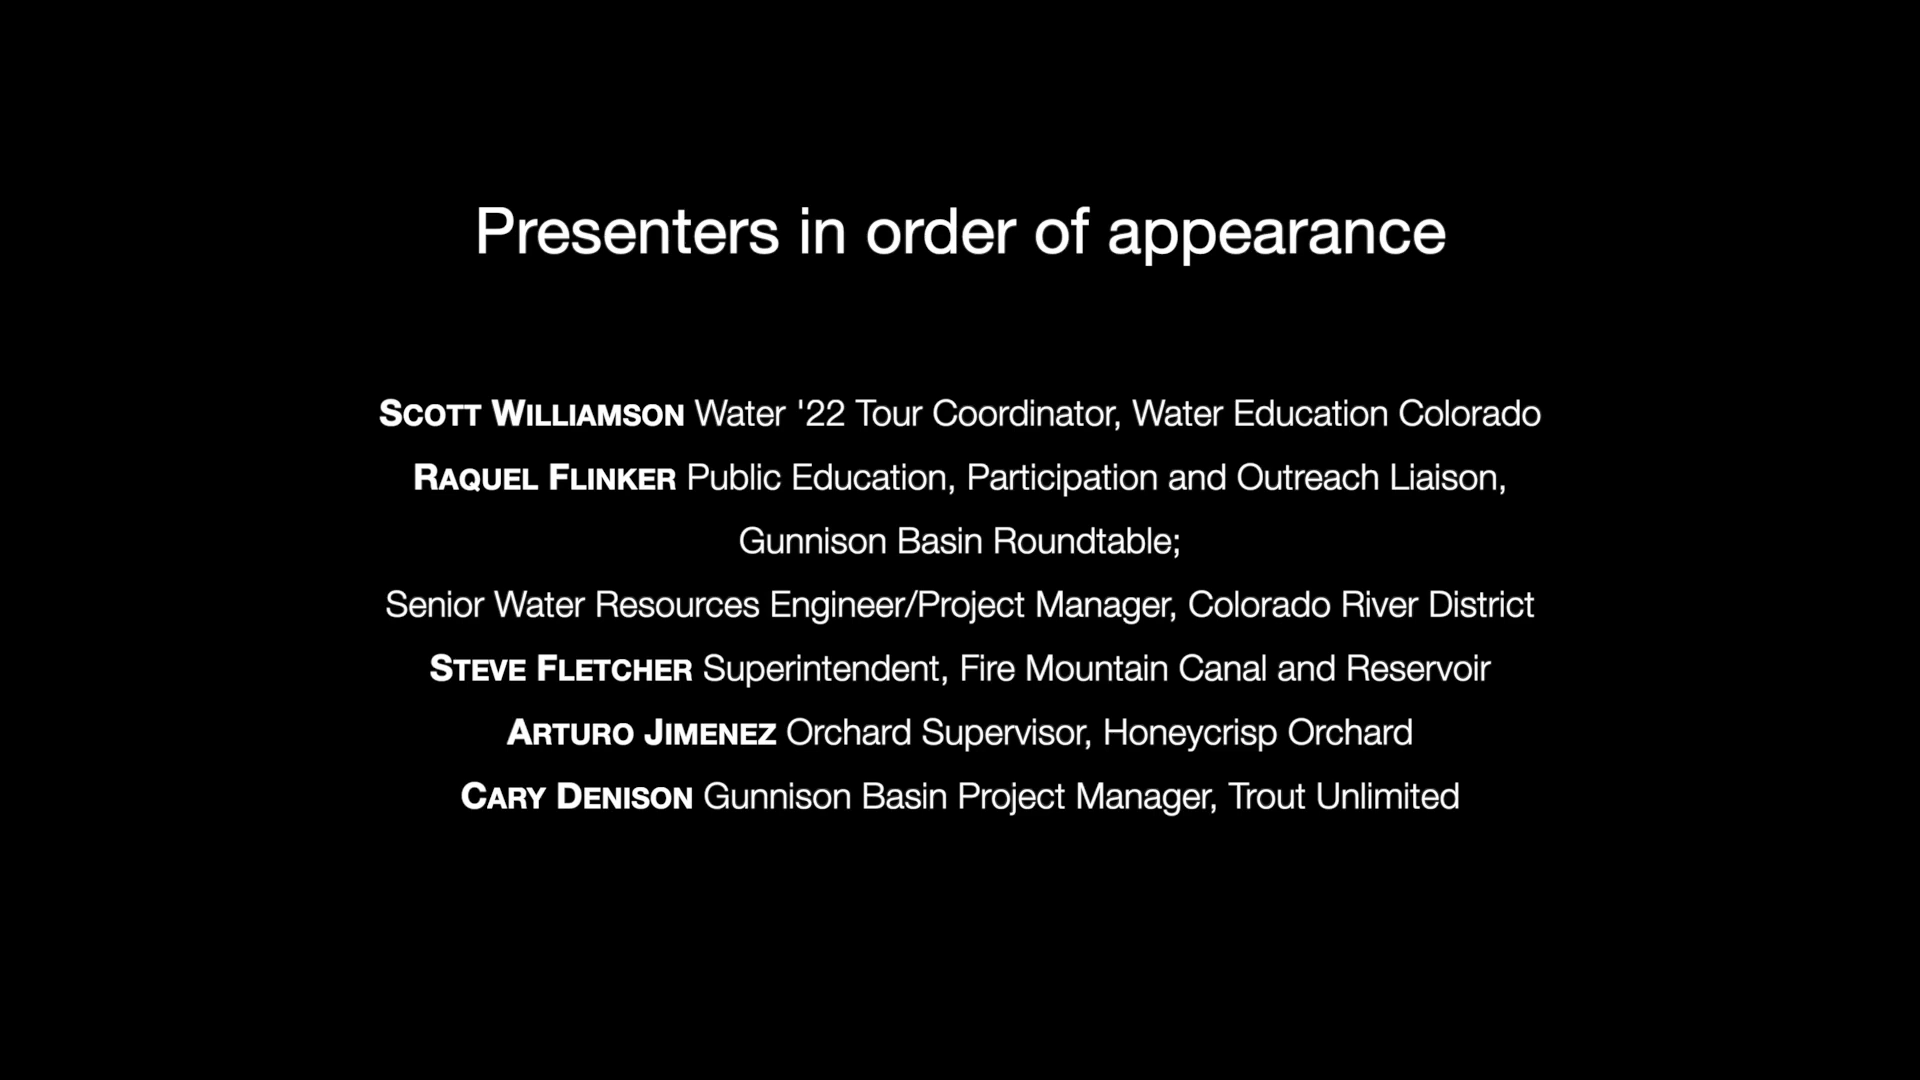 Presenters in order of appearance
SCOTT WILLIAMSON Water '22 Tour Coordinator, Water Education Colorado
RAQUEL FLINKER Public Education, Participation and Outreach Liaison,
Gunnison Basin Roundtable;
Senior Water Resources Engineer/Project Manager, Colorado River District
STEVE FLETCHER Superintendent, Fire Mountain Canal and Reservoir
ARTURO JIMENEZ Orchard Supervisor, Honeycrisp Orchard
CARY DENISON Gunnison Basin Project Manager, Trout Unlimited